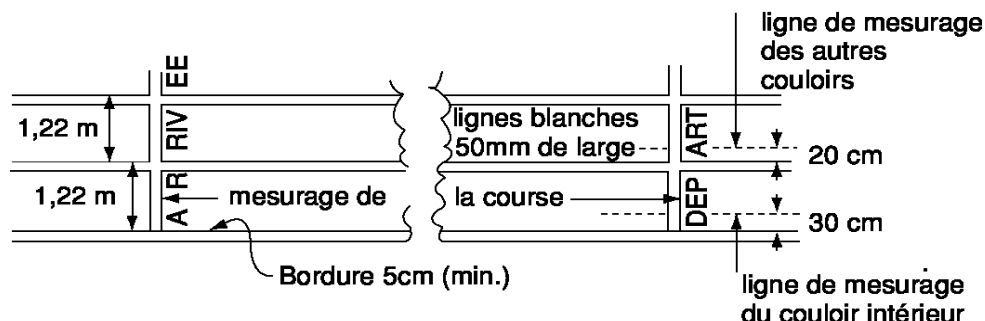 ligne de mesurage
des autres
couloirs
A R RIV EE
1,22 m
lignes blanches
50mm de large
DEP ART
20 cm
1,22 m
mesurage de la course
30 cm
Bordure 5cm (min.)
ligne de mesurage
du couloir intérieur